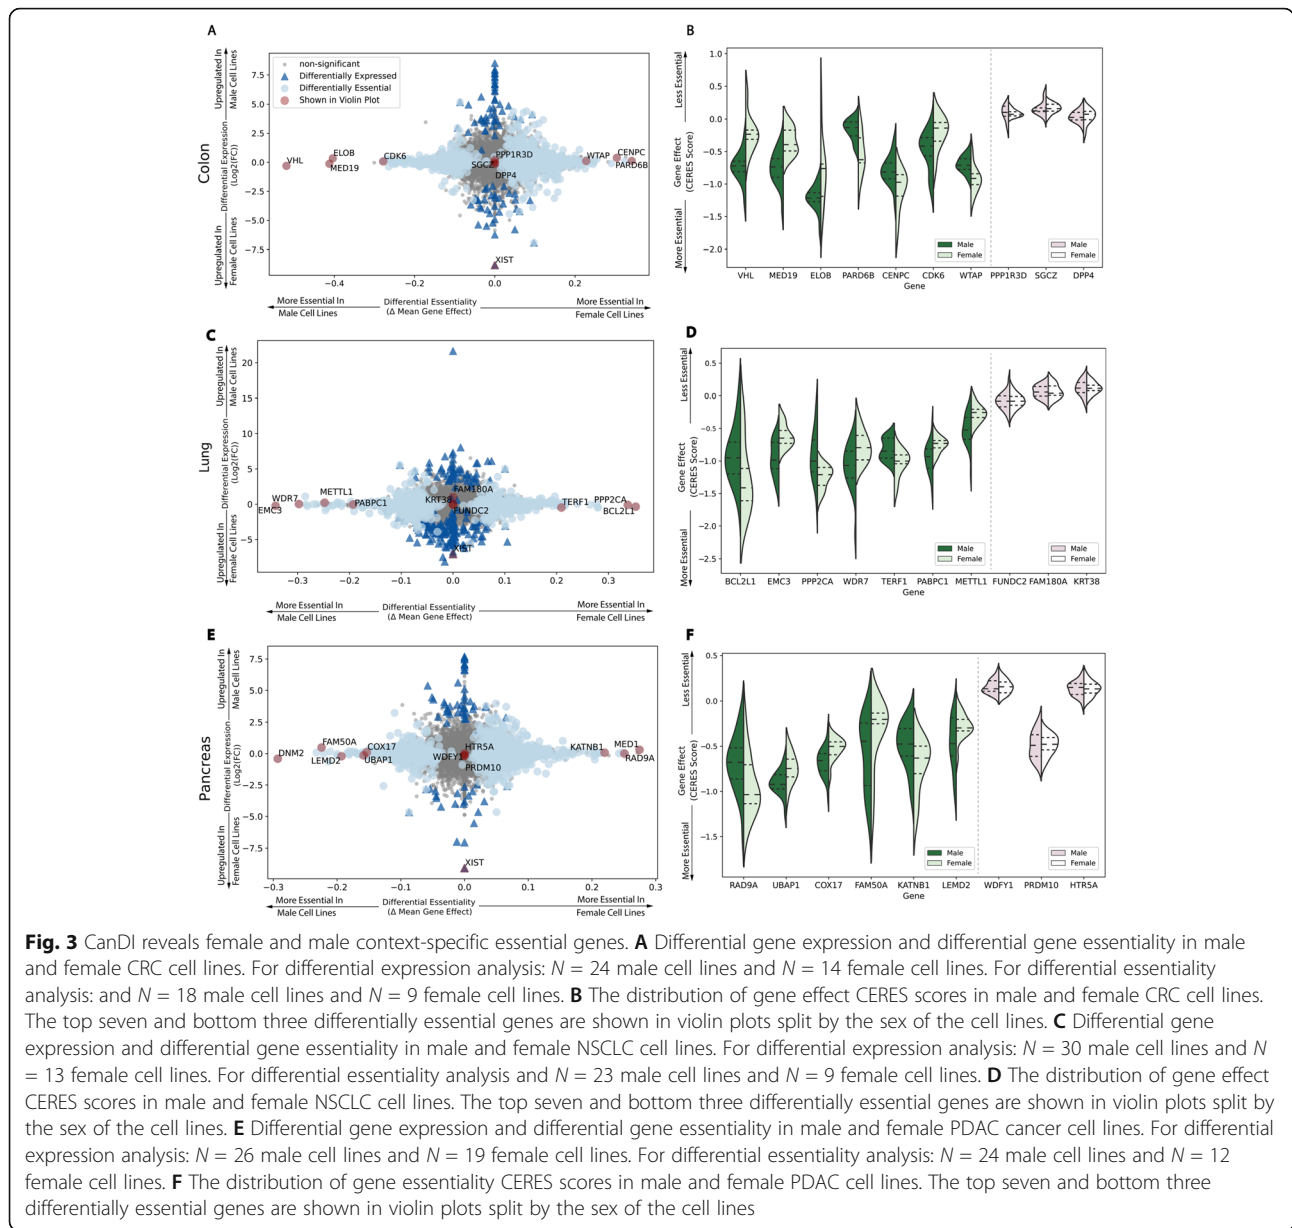 A
Upregulated In
Male Cell Lines
Differential Expression
(Log2(FC))
Upregulated In
Female Cell Lines
Colon
non-significant
Differentially Expressed
Differentially Essential
Shown in Violin Plot
7.5
5.0
2.5
0.0
−2.5
−5.0
−7.5
VHL
ELOB
MED19
CDK6
PPP1R3D
SGCZ
DPP4
WTAP
CENPC
PARD6B
XIST
−0.4 −0.2 0.0 0.2
More Essential In
Male Cell Lines
Differential Essentiality
(Δ Mean Gene Effect)
More Essential In
Female Cell Lines
B
Less Essential
Gene Effect
(CERES Score)
More Essential
1.0
0.5
0.0
−0.5
−1.0
−1.5
−2.0
Male
Female
Male
Female
VHL MED19 ELOB PARD6B CENPC CDK6 WTAP PPP1R3D SGCZ DPP4
Gene
C
Upregulated In
Male Cell Lines
Differential Expression
(Log2(FC))
Upregulated In
Female Cell Lines
Lung
20
15
10
5
0
−5
WDR7
EMC3
METTL1
PABPC1
KRT38
FAM180A
FUNDC2
XIST
TERF1
PPP2CA
BCL2L1
−0.3 −0.2 −0.1 0.0 0.1 0.2 0.3
More Essential In
Male Cell Lines
Differential Essentiality
(Δ Mean Gene Effect)
More Essential In
Female Cell Lines
D
Less Essential
Gene Effect
(CERES Score)
More Essential
0.5
0.0
−0.5
−1.0
−1.5
−2.0
−2.5
Male
Female
Male
Female
BCL2L1 EMC3 PPP2CA WDR7 TERF1 PABPC1 METTL1 FUNDC2 FAM180A KRT38
Gene
E
Upregulated In
Male Cell Lines
Differential Expression
(Log2(FC))
Upregulated In
Female Cell Lines
Pancreas
7.5
5.0
2.5
0.0
−2.5
−5.0
−7.5
DNM2
FAM50A
LEMD2
COX17
UBAP1
WDFY1
HTR5A
PRDM10
KATNB1
MED1
RAD9A
XIST
−0.3 −0.2 −0.1 0.0 0.1 0.2 0.3
More Essential In
Male Cell Lines
Differential Essentiality
(Δ Mean Gene Effect)
More Essential In
Female Cell Lines
F
Less Essential
Gene Effect
(CERES Score)
More Essential
0.5
0.0
−0.5
−1.0
−1.5
Male
Female
Male
Female
RAD9A UBAP1 COX17 FAM50A KATNB1 LEMD2 WDFY1 PRDM10 HTR5A
Gene
Fig. 3 CanDI reveals female and male context-specific essential genes. A Differential gene expression and differential gene essentiality in male
and female CRC cell lines. For differential expression analysis: N = 24 male cell lines and N = 14 female cell lines. For differential essentiality
analysis: and N = 18 male cell lines and N = 9 female cell lines. B The distribution of gene effect CERES scores in male and female CRC cell lines.
The top seven and bottom three differentially essential genes are shown in violin plots split by the sex of the cell lines. C Differential gene
expression and differential gene essentiality in male and female NSCLC cell lines. For differential expression analysis: N = 30 male cell lines and N
= 13 female cell lines. For differential essentiality analysis and N = 23 male cell lines and N = 9 female cell lines. D The distribution of gene effect
CERES scores in male and female NSCLC cell lines. The top seven and bottom three differentially essential genes are shown in violin plots split by
the sex of the cell lines. E Differential gene expression and differential gene essentiality in male and female PDAC cancer cell lines. For differential
expression analysis: N = 26 male cell lines and N = 19 female cell lines. For differential essentiality analysis: N = 24 male cell lines and N = 12
female cell lines. F The distribution of gene essentiality CERES scores in male and female PDAC cell lines. The top seven and bottom three
differentially essential genes are shown in violin plots split by the sex of the cell lines